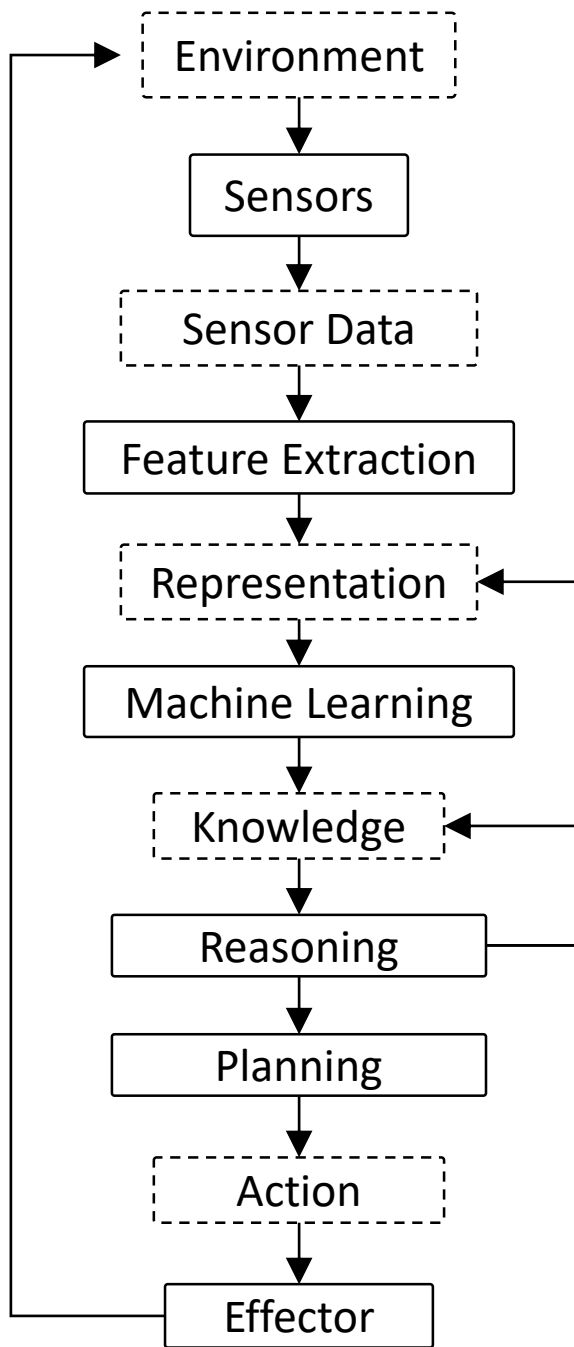 Environment
Sensors
Sensor Data
Feature Extraction
Representation
Machine Learning
Knowledge
Reasoning
Planning
Action
Effector